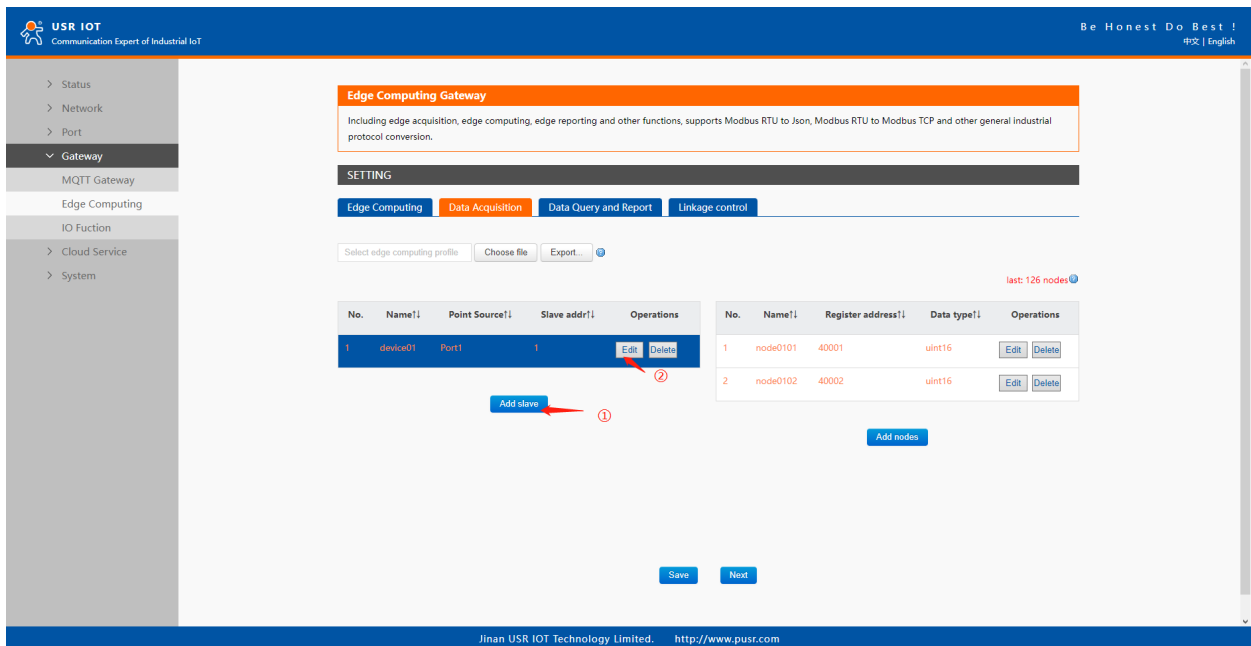 USR IOT
Communication Expert of Industrial IoT
Be Honest Do Best !
中文 | English
Status
Network
Port
Gateway
MQTT Gateway
Edge Computing
IO Fuction
Cloud Service
System
Edge Computing Gateway
Including edge acquisition, edge computing, edge reporting and other functions, supports Modbus RTU to Json, Modbus RTU to Modbus TCP and other general industrial
protocol conversion.
SETTING
Edge Computing Data Acquisition Data Query and Report Linkage control
Select edge computing profile Choose file Export...
last: 126 nodes
No. Name↑↓ Point Source↑↓ Slave addr↑↓ Operations
1 device01 Port1 1 Edit Delete
②
Add slave
①
No. Name↑↓ Register address↑↓ Data type↑↓ Operations
1 node0101 40001 uint16 Edit Delete
2 node0102 40002 uint16 Edit Delete
Add nodes
Save Next
Jinan USR IOT Technology Limited. http://www.pusr.com